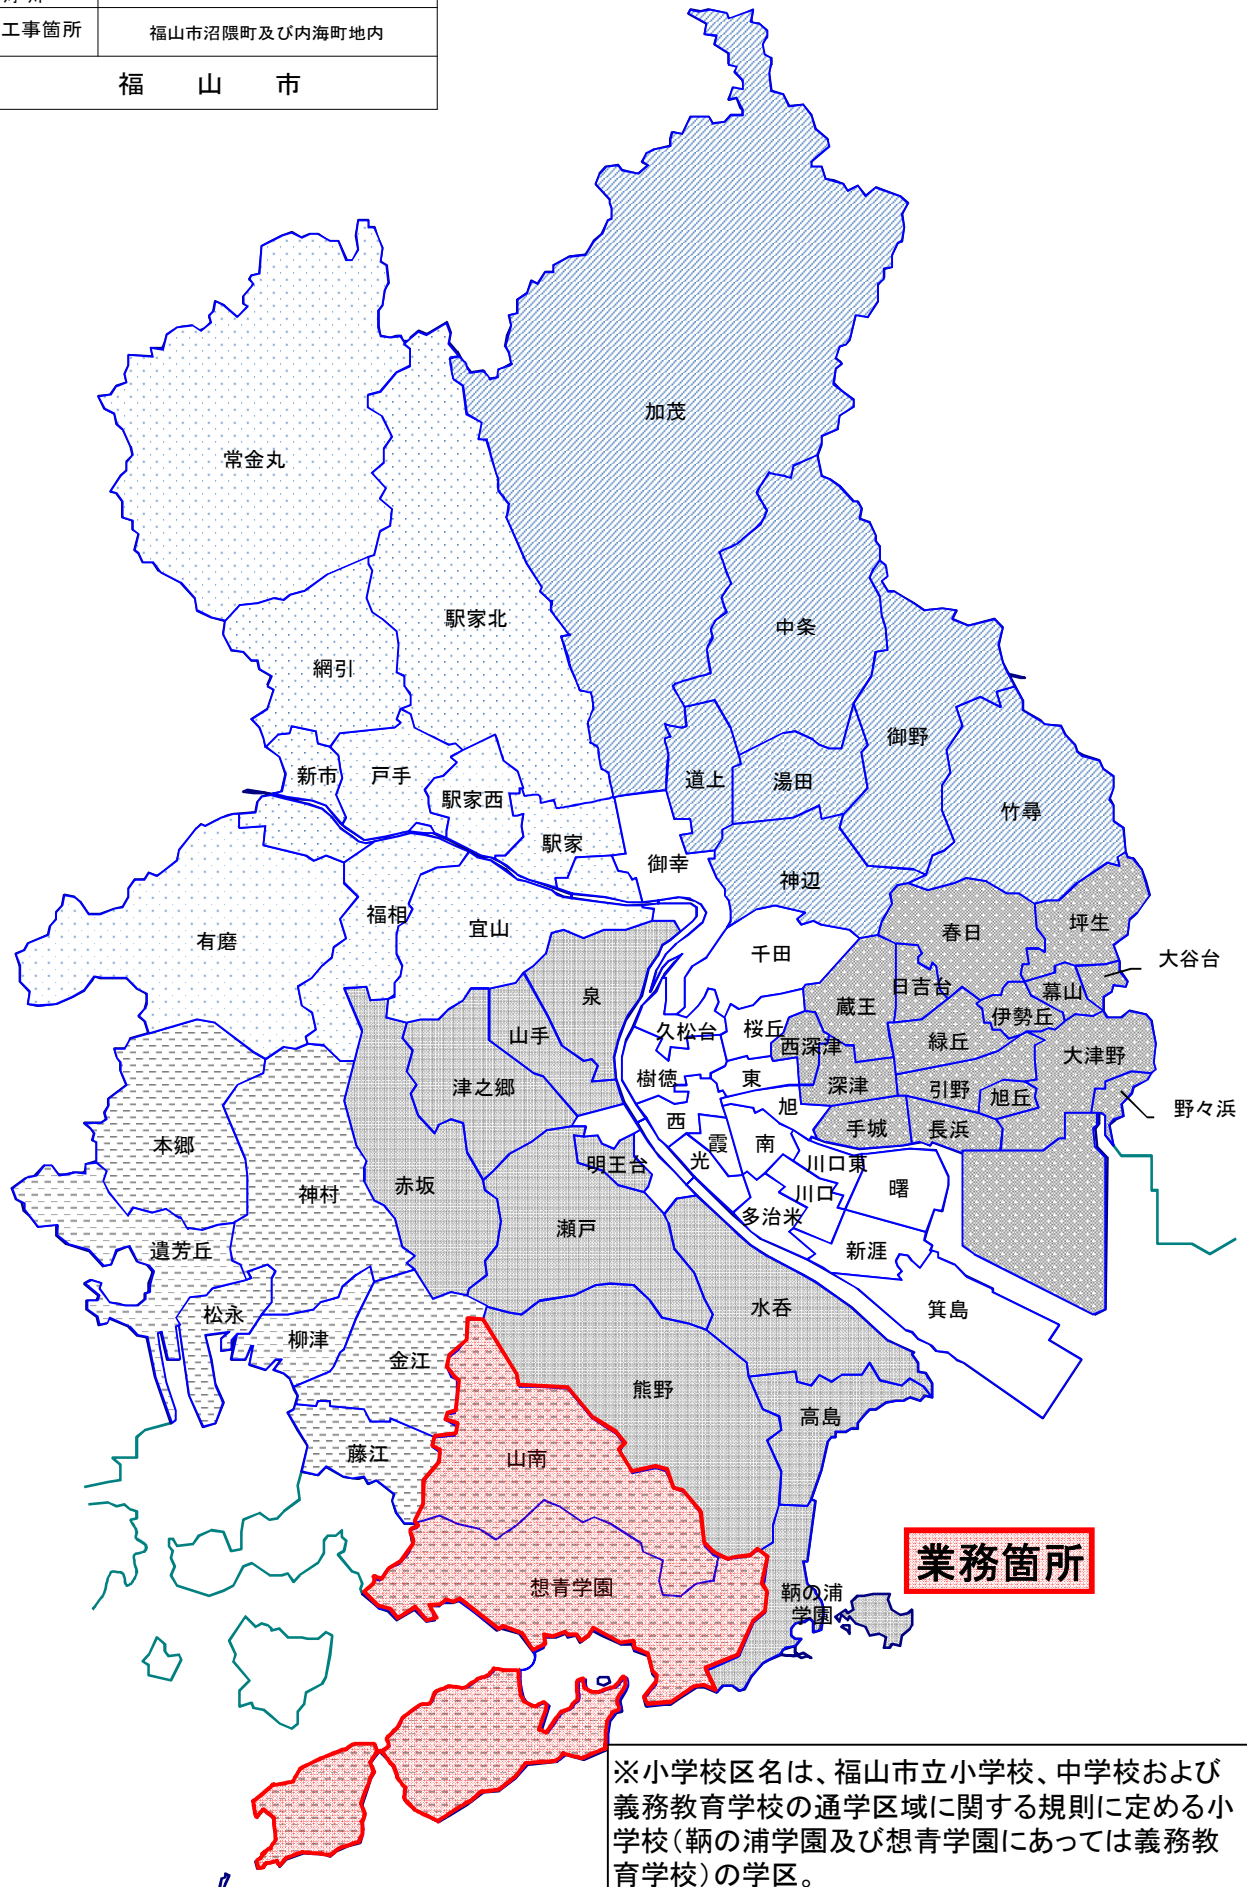 工事箇所
福山市沼隈町及び内海町地内
福山市
加茂
常金丸
駅家北
中条
網引
御野
新市
戸手
道上
湯田
駅家西
竹尋
駅家
御幸
神辺
福相
宜山
有磨
春日
坪生
千田
大谷台
泉
日吉台
幕山
蔵王
伊勢丘
山手
久松台
桜丘
西深津
緑丘
大津野
樹徳
東
津之郷
深津
引野
旭丘
旭
野々浜
西
手城
長浜
本郷
霞
南
光
明王台
川口東
赤坂
神村
川口
曙
多治米
瀬戸
遺芳丘
新涯
水呑
箕島
松永
柳津
金江
熊野
高島
藤江
山南
業務箇所
想青学園
鞆の浦
学園
※小学校区名は、福山市立小学校、中学校および
義務教育学校の通学区域に関する規則に定める小
学校(鞆の浦学園及び想青学園にあっては義務教
育学校)の学区。